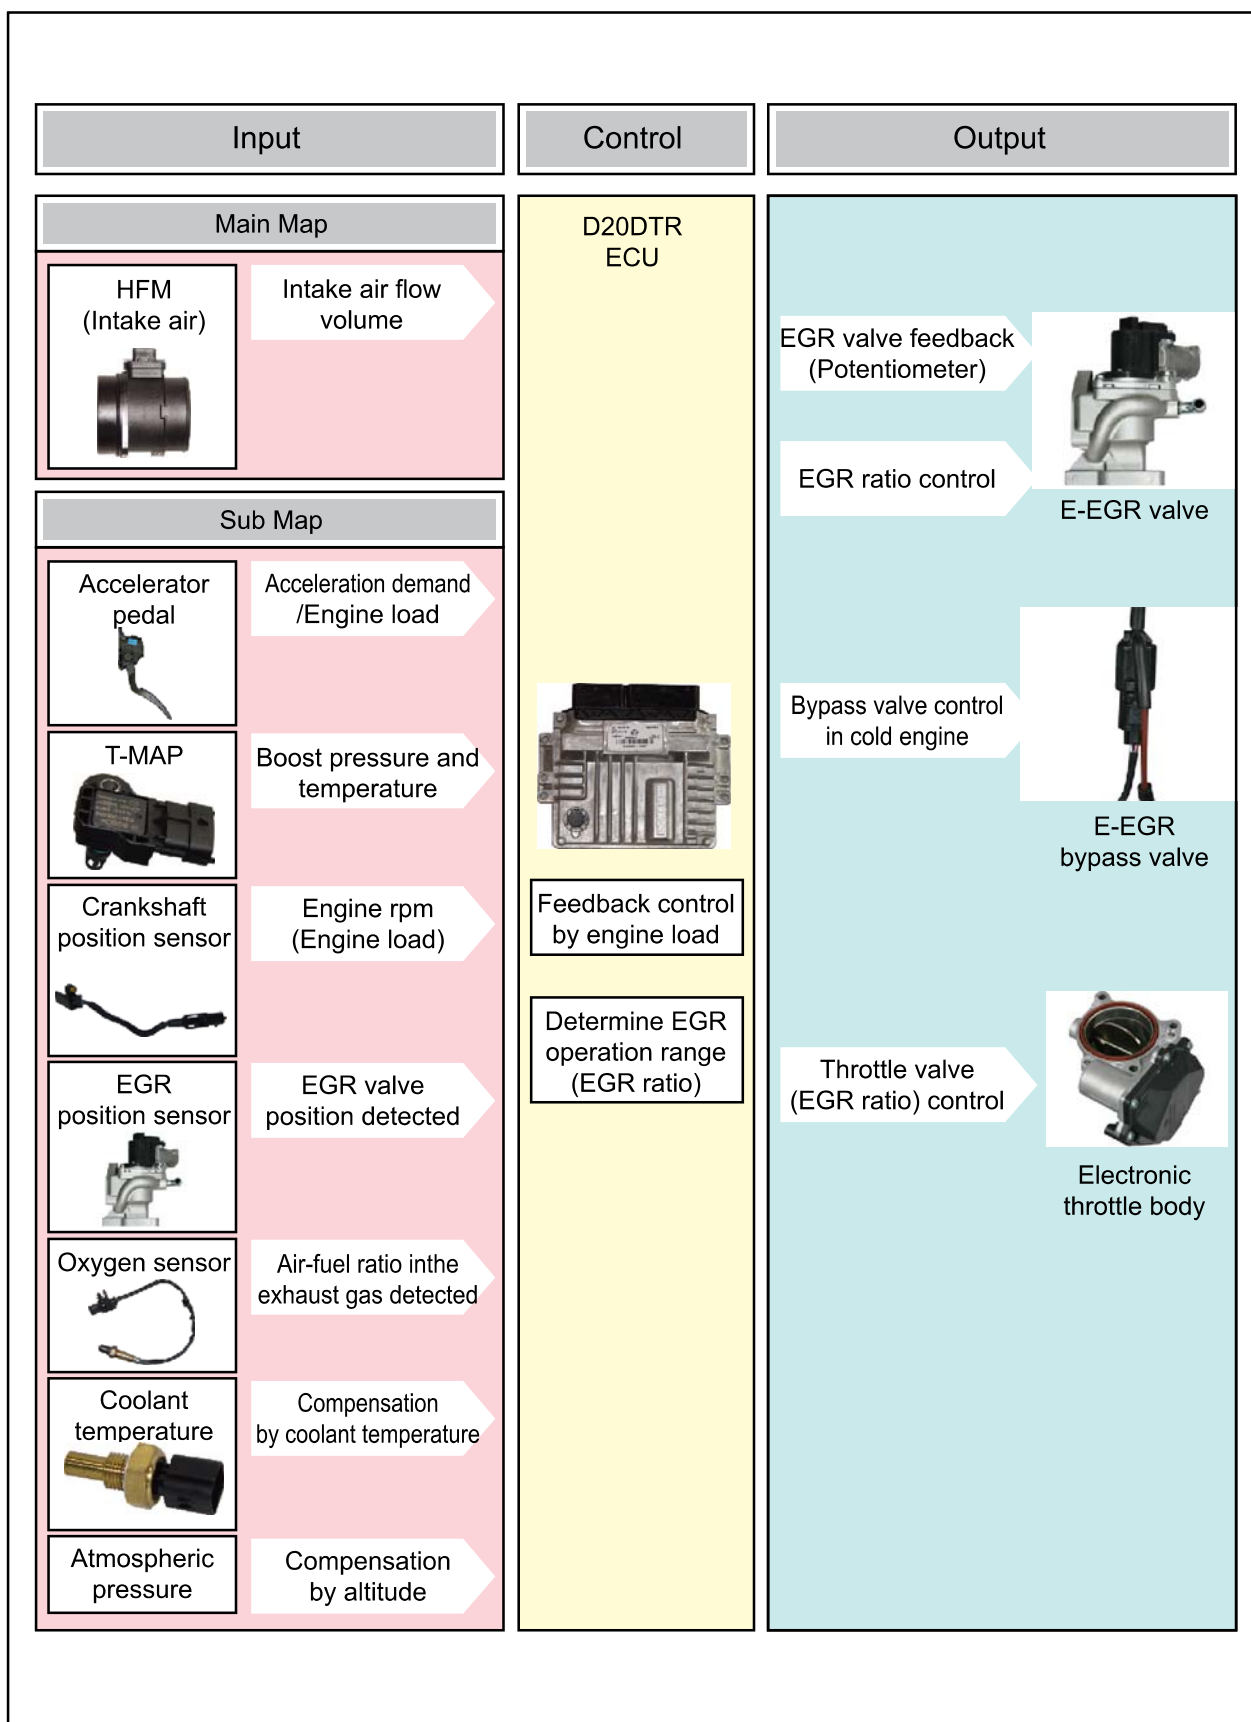 Input
Control
Output
Main Map
HFM
(Intake air)
Intake air flow
volume
Sub Map
Accelerator
pedal
Acceleration demand
/Engine load
T-MAP
Boost pressure and
temperature
Crankshaft
position sensor
Engine rpm
(Engine load)
EGR
position sensor
EGR valve
position detected
Oxygen sensor
Air-fuel ratio inthe
exhaust gas detected
Coolant
temperature
Compensation
by coolant temperature
Atmospheric
pressure
Compensation
by altitude
D20DTR
ECU
Feedback control
by engine load
Determine EGR
operation range
(EGR ratio)
EGR valve feedback
(Potentiometer)
EGR ratio control
E-EGR valve
Bypass valve control
in cold engine
E-EGR
bypass valve
Throttle valve
(EGR ratio) control
Electronic
throttle body